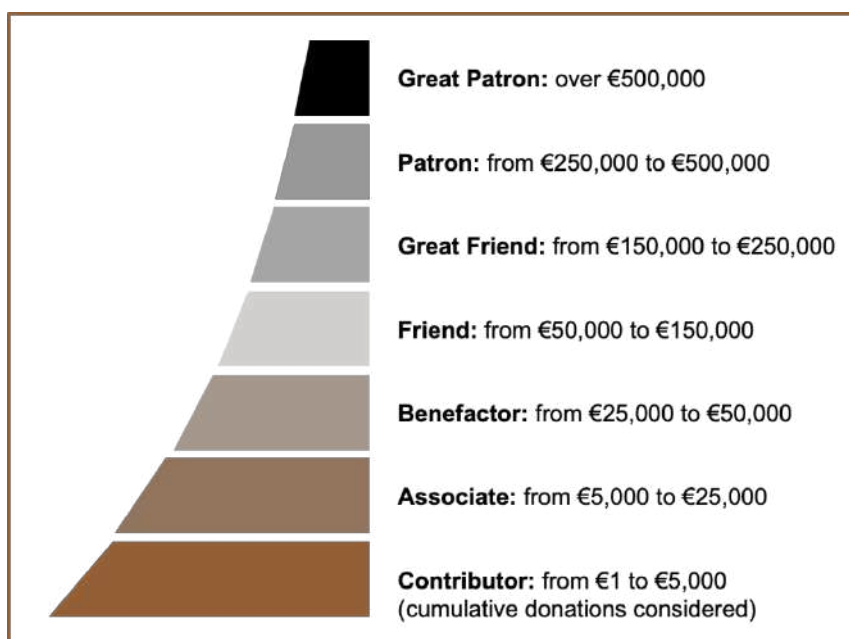 Great Patron: over €500,000
Patron: from €250,000 to €500,000
Great Friend: from €150,000 to €250,000
Friend: from €50,000 to €150,000
Benefactor: from €25,000 to €50,000
Associate: from €5,000 to €25,000
Contributor: from €1 to €5,000
(cumulative donations considered)